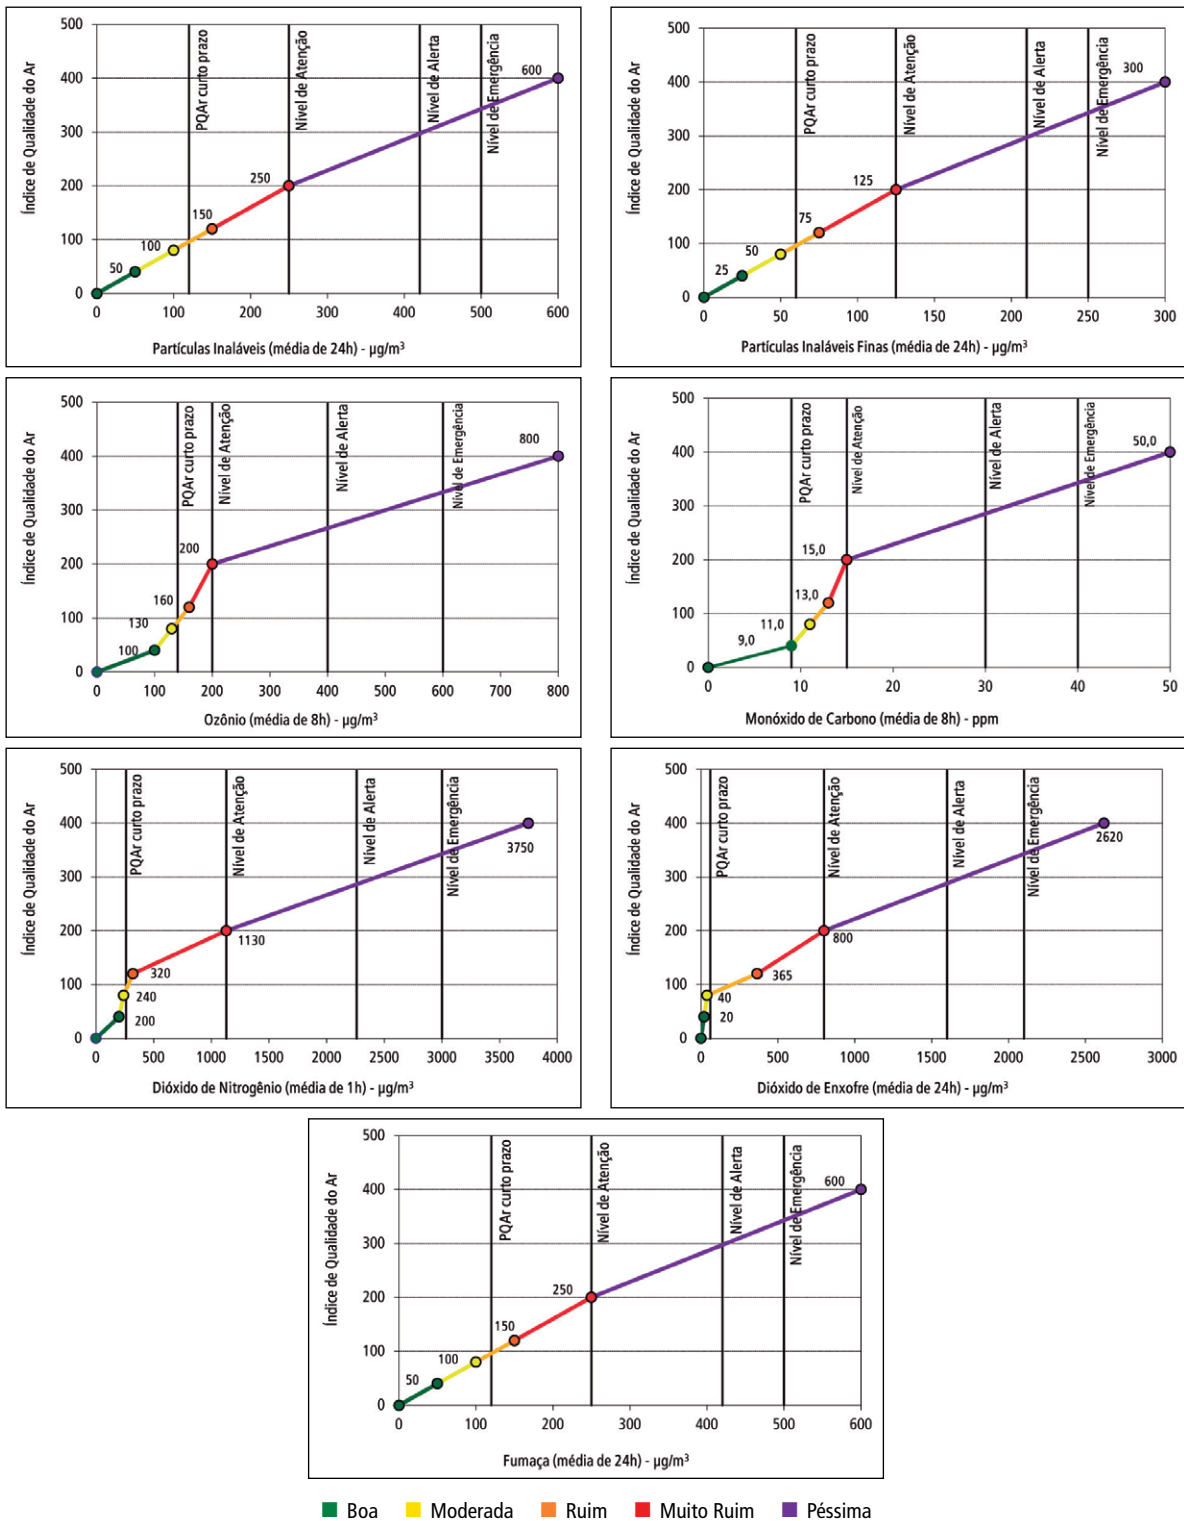 500
400
300
200
100
0
Índice de Qualidade do Ar
50
100
150
250
600
PQAr curto prazo
Nível de Atenção
Nível de Alerta
Nível de Emergência
0 100 200 300 400 500 600
Partículas Inaláveis (média de 24h) - µg/m³
500
400
300
200
100
0
Índice de Qualidade do Ar
25
50
75
125
300
PQAr curto prazo
Nível de Atenção
Nível de Alerta
Nível de Emergência
0 50 100 150 200 250 300
Partículas Inaláveis Finas (média de 24h) - µg/m³
500
400
300
200
100
0
Índice de Qualidade do Ar
100
130
160
200
800
PQAr curto prazo
Nível de Atenção
Nível de Alerta
Nível de Emergência
0 100 200 300 400 500 600 700 800
Ozônio (média de 8h) - µg/m³
500
400
300
200
100
0
Índice de Qualidade do Ar
9,0
11,0
13,0
15,0
50,0
PQAr curto prazo
Nível de Atenção
Nível de Alerta
Nível de Emergência
0 10 20 30 40 50
Monóxido de Carbono (média de 8h) - ppm
500
400
300
200
100
0
Índice de Qualidade do Ar
200
240
320
1130
3750
PQAr curto prazo
Nível de Atenção
Nível de Alerta
Nível de Emergência
0 500 1000 1500 2000 2500 3000 3500 4000
Dióxido de Nitrogênio (média de 1h) - µg/m³
500
400
300
200
100
0
Índice de Qualidade do Ar
20
40
365
800
2620
PQAr curto prazo
Nível de Atenção
Nível de Alerta
Nível de Emergência
0 500 1000 1500 2000 2500 3000
Dióxido de Enxofre (média de 24h) - µg/m³
500
400
300
200
100
0
Índice de Qualidade do Ar
50
100
150
250
600
PQAr curto prazo
Nível de Atenção
Nível de Alerta
Nível de Emergência
0 100 200 300 400 500 600
Fumaça (média de 24h) - µg/m³
Boa Moderada Ruim Muito Ruim Péssima